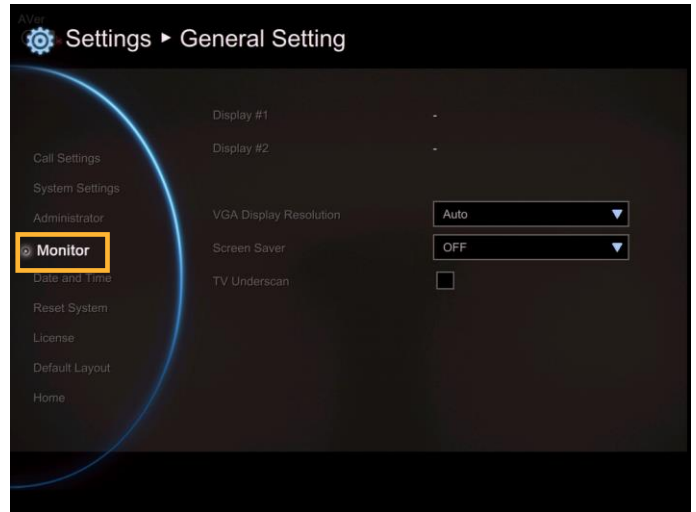 AVer
Settings ► General Setting
Display #1 -
Display #2 -
Call Settings
System Settings
Administrator
VGA Display Resolution Auto
Monitor
Screen Saver OFF
Date and Time
TV Underscan
Reset System
License
Default Layout
Home